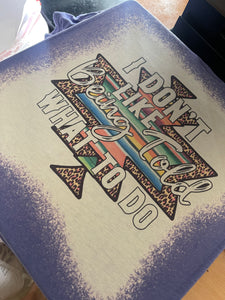 I DON'T
LIKE
Being Told
WHAT TO DO